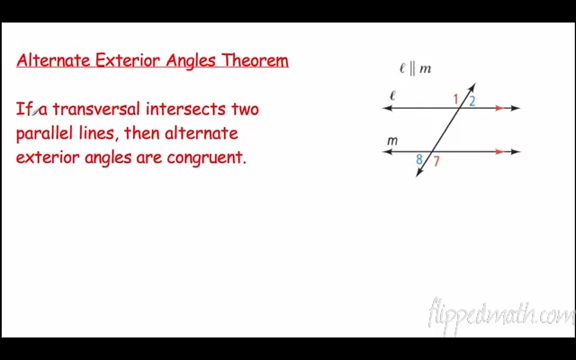 Alternate Exterior Angles Theorem
If a transversal intersects two
parallel lines, then alternate
exterior angles are congruent.
ℓ ∥ m
ℓ
1 2
m
8 7
flippedmath.com